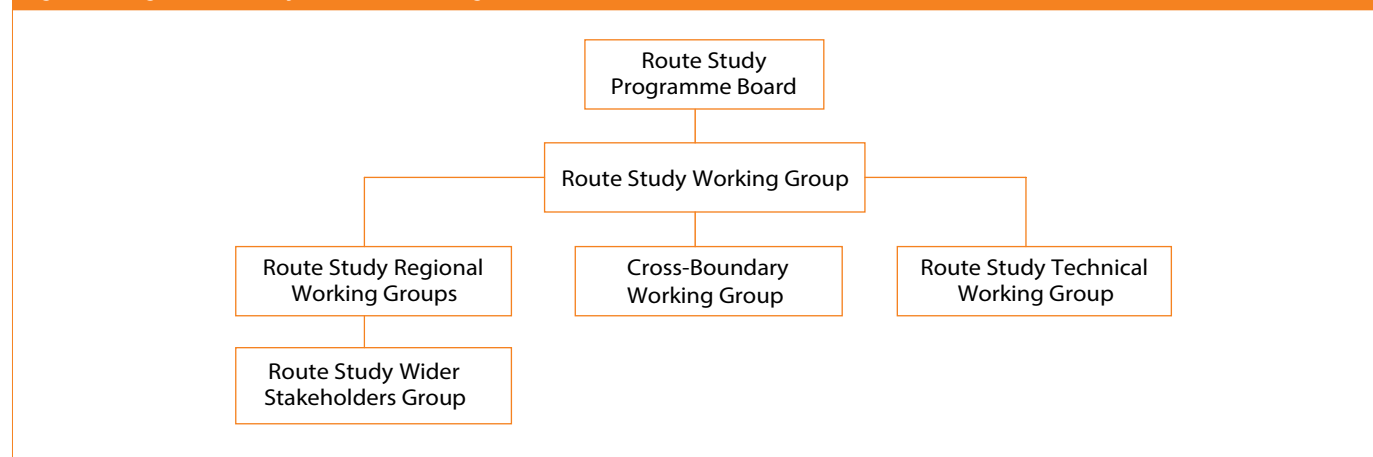 Route Study
Programme Board
Route Study Working Group
Route Study Regional
Working Groups
Cross-Boundary
Working Group
Route Study Technical
Working Group
Route Study Wider
Stakeholders Group